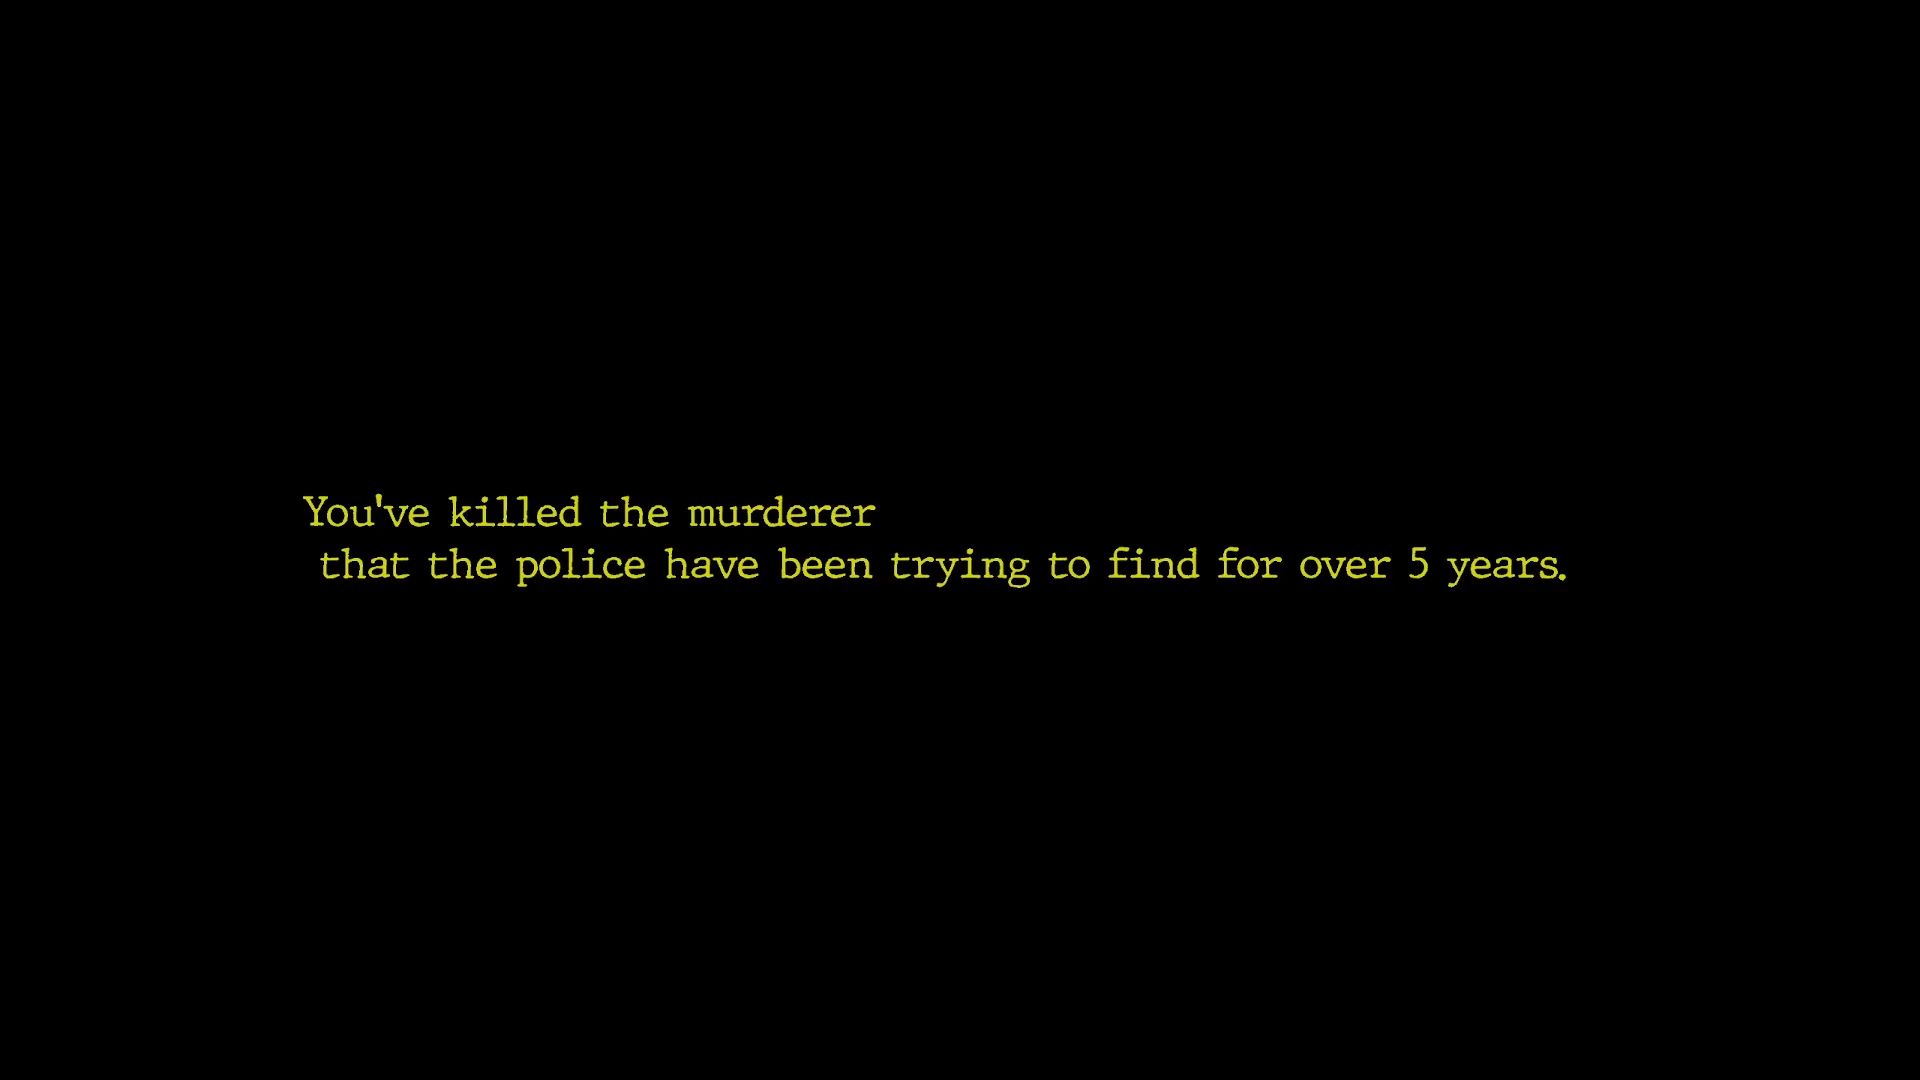 You've killed the murderer
that the police have been trying to find for over 5 years.